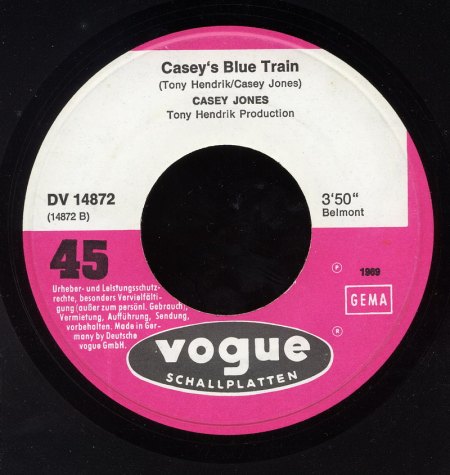 Casey's Blue Train
(Tony Hendrik/Casey Jones)
CASEY JONES
Tony Hendrik Production
DV 14872
(14872 B)
3'50"
Belmont
45
Urheber- und Leistungsschutz-
rechte, besonders Vervielfälti-
gung (außer zum persönl. Gebrauch),
Vermietung, Aufführung, Sendung,
vorbehalten. Made in Ger-
many by Deutsche
vogue GmbH.
℗ 1969
GEMA
®
vogue
SCHALLPLATTEN